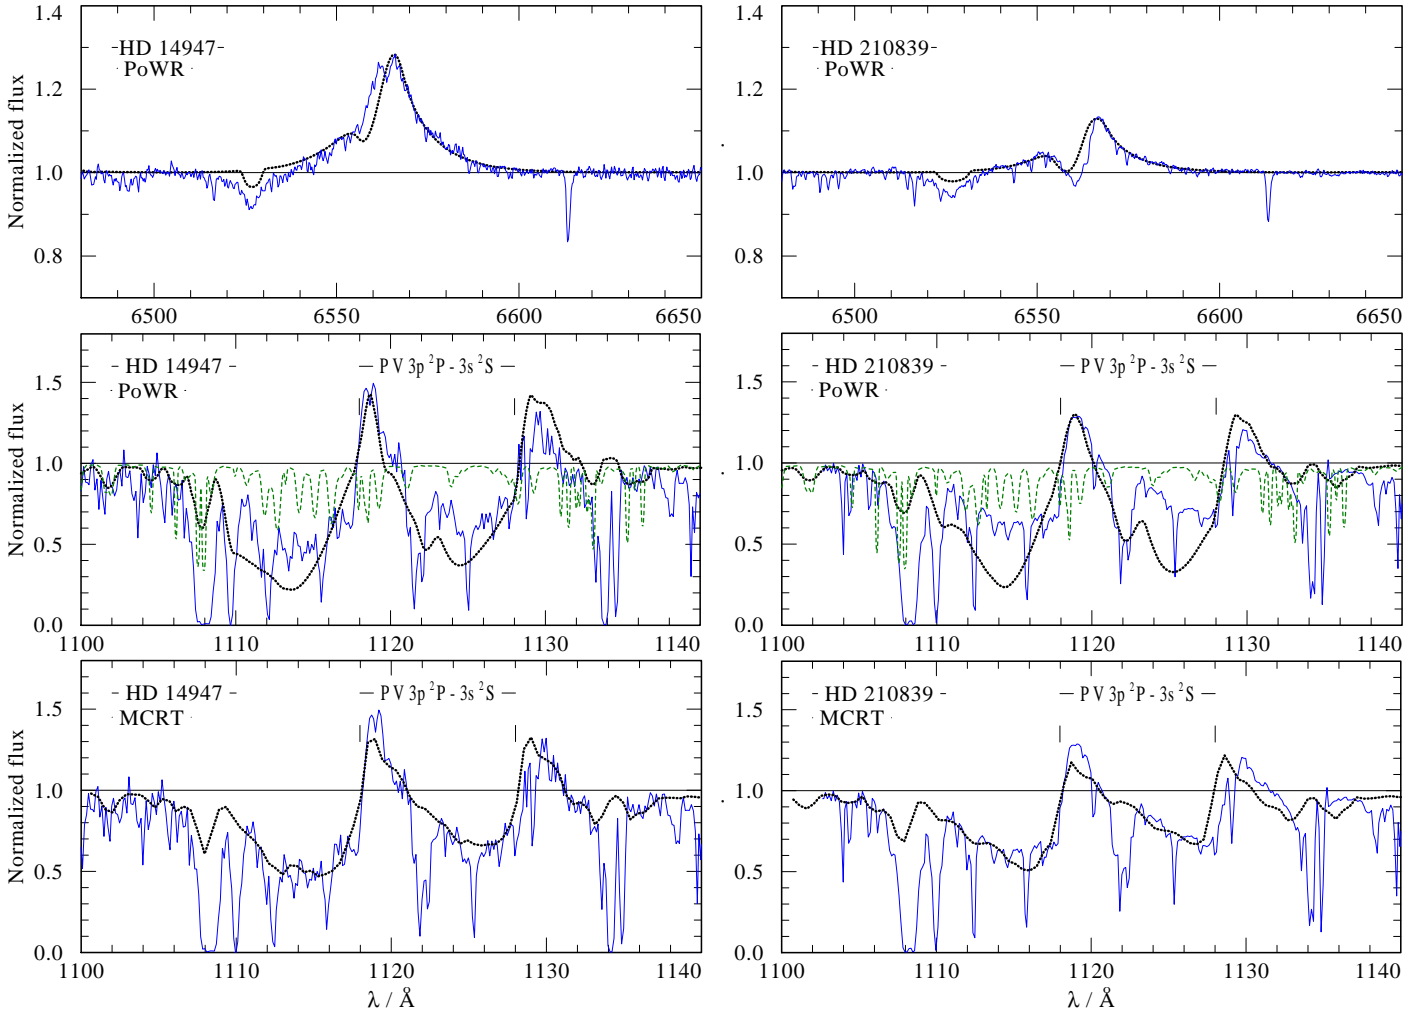 1.4
1.2
1.0
0.8
Normalized flux
HD 14947
PoWR
6500
6550
6600
6650
1.4
1.2
1.0
0.8
HD 210839
PoWR
6500
6550
6600
6650
1.5
1.0
0.5
0.0
Normalized flux
HD 14947
PoWR
P V 3p ²P - 3s ²S
1100
1110
1120
1130
1140
1.5
1.0
0.5
0.0
HD 210839
PoWR
P V 3p ²P - 3s ²S
1100
1110
1120
1130
1140
1.5
1.0
0.5
0.0
Normalized flux
HD 14947
MCRT
P V 3p ²P - 3s ²S
1100
1110
1120
1130
1140
λ / Å
1.5
1.0
0.5
0.0
HD 210839
MCRT
P V 3p ²P - 3s ²S
1100
1110
1120
1130
1140
λ / Å